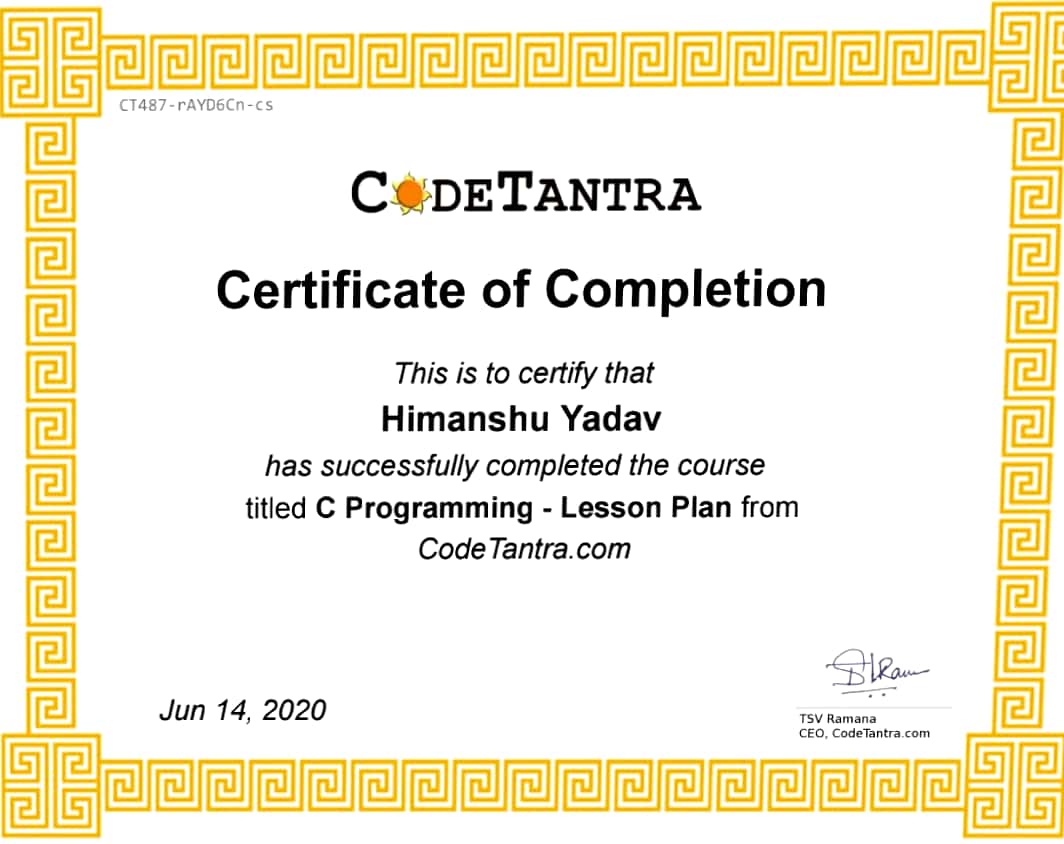 CT487-rAYD6Cn-cs
CODETANTRA
Certificate of Completion
This is to certify that
Himanshu Yadav
has successfully completed the course
titled C Programming - Lesson Plan from
CodeTantra.com
Jun 14, 2020
TSV Ramana
CEO, CodeTantra.com